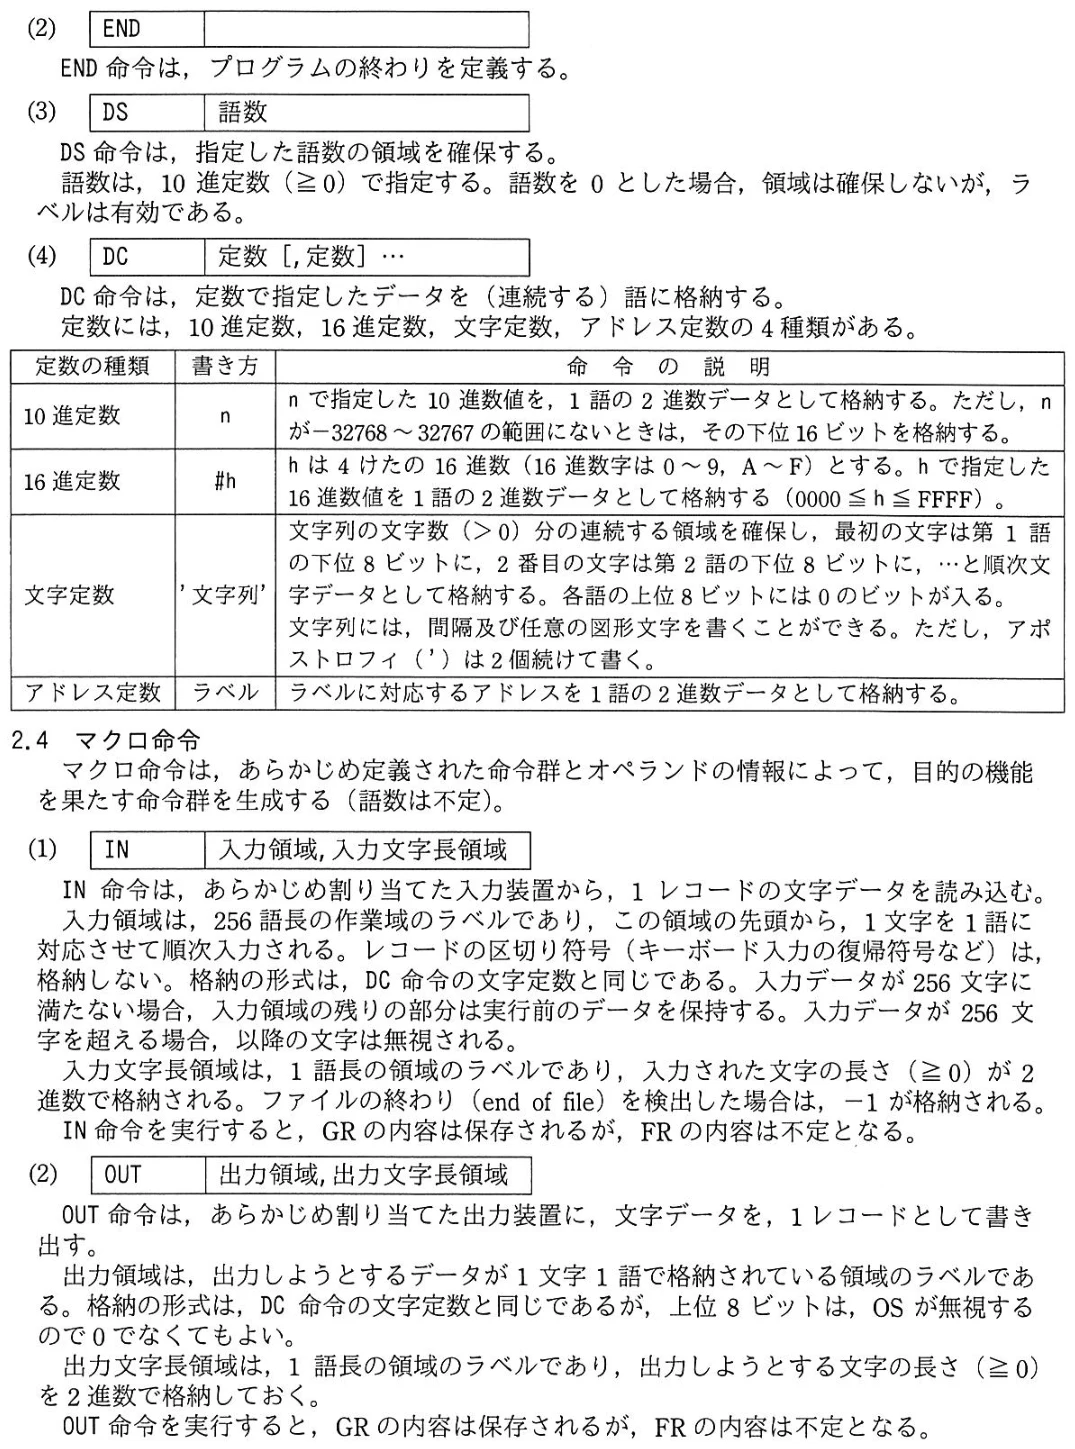 (2) END
END 命令は，プログラムの終わりを定義する。
(3) DS 語数
DS 命令は，指定した語数の領域を確保する。
語数は，10 進定数（≧0）で指定する。語数を 0 とした場合，領域は確保しないが，ラ
ベルは有効である。
(4) DC 定数［,定数］…
DC 命令は，定数で指定したデータを（連続する）語に格納する。
定数には，10 進定数，16 進定数，文字定数，アドレス定数の 4 種類がある。
定数の種類 書き方 命 令 の 説 明
10 進定数 n n で指定した 10 進数値を，1 語の 2 進数データとして格納する。ただし，n
が－32768 ～ 32767 の範囲にないときは，その下位 16 ビットを格納する。
16 進定数 #h h は 4 けたの 16 進数（16 進数字は 0 ～ 9，A ～ F）とする。h で指定した
16 進数値を 1 語の 2 進数データとして格納する（0000 ≦ h ≦ FFFF）。
文字定数 '文字列' 文字列の文字数（＞0）分の連続する領域を確保し，最初の文字は第 1 語
の下位 8 ビットに，2 番目の文字は第 2 語の下位 8 ビットに，…と順次文
字データとして格納する。各語の上位 8 ビットには 0 のビットが入る。
文字列には，間隔及び任意の図形文字を書くことができる。ただし，アポ
ストロフィ（'）は 2 個続けて書く。
アドレス定数 ラベル ラベルに対応するアドレスを 1 語の 2 進数データとして格納する。
2.4 マクロ命令
マクロ命令は，あらかじめ定義された命令群とオペランドの情報によって，目的の機能
を果たす命令群を生成する（語数は不定）。
(1) IN 入力領域,入力文字長領域
IN 命令は，あらかじめ割り当てた入力装置から，1 レコードの文字データを読み込む。
入力領域は，256 語長の作業域のラベルであり，この領域の先頭から，1 文字を 1 語に
対応させて順次入力される。レコードの区切り符号（キーボード入力の復帰符号など）は，
格納しない。格納の形式は，DC 命令の文字定数と同じである。入力データが 256 文字に
満たない場合，入力領域の残りの部分は実行前のデータを保持する。入力データが 256 文
字を超える場合，以降の文字は無視される。
入力文字長領域は，1 語長の領域のラベルであり，入力された文字の長さ（≧0）が 2
進数で格納される。ファイルの終わり（end of file）を検出した場合は，－1 が格納される。
IN 命令を実行すると，GR の内容は保存されるが，FR の内容は不定となる。
(2) OUT 出力領域,出力文字長領域
OUT 命令は，あらかじめ割り当てた出力装置に，文字データを，1 レコードとして書き
出す。
出力領域は，出力しようとするデータが 1 文字 1 語で格納されている領域のラベルであ
る。格納の形式は，DC 命令の文字定数と同じであるが，上位 8 ビットは，OS が無視する
ので 0 でなくてもよい。
出力文字長領域は，1 語長の領域のラベルであり，出力しようとする文字の長さ（≧0）
を 2 進数で格納しておく。
OUT 命令を実行すると，GR の内容は保存されるが，FR の内容は不定となる。